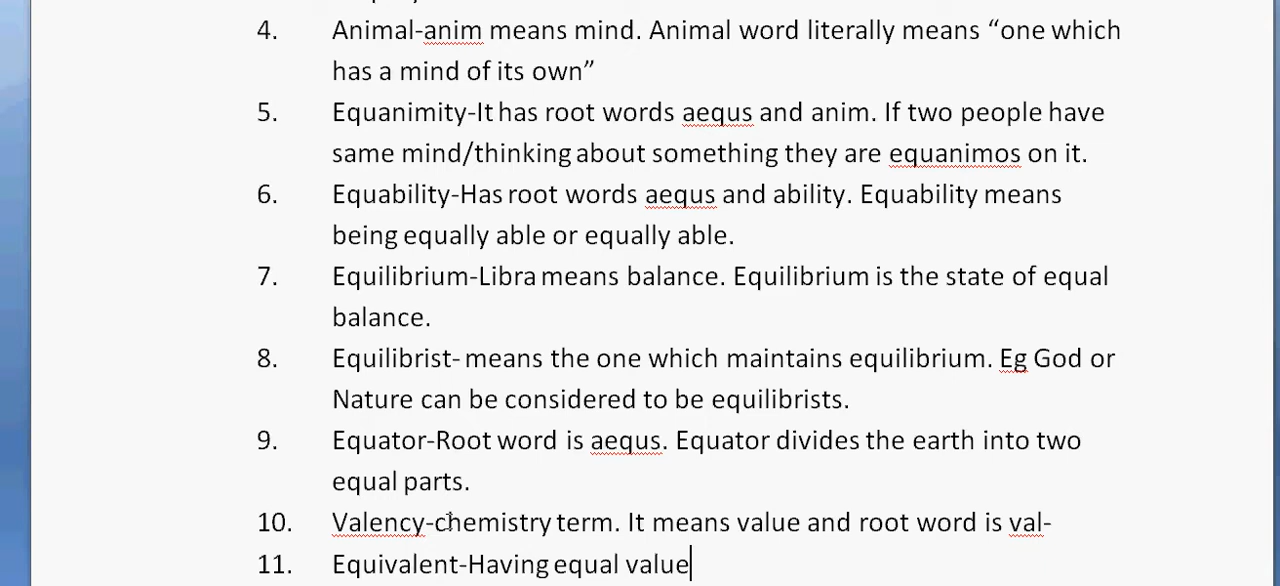 4. Animal-anim means mind. Animal word literally means “one which
has a mind of its own”
5. Equanimity-It has root words aequs and anim. If two people have
same mind/thinking about something they are equanimos on it.
6. Equability-Has root words aequs and ability. Equability means
being equally able or equally able.
7. Equilibrium-Libra means balance. Equilibrium is the state of equal
balance.
8. Equilibrist- means the one which maintains equilibrium. Eg God or
Nature can be considered to be equilibrists.
9. Equator-Root word is aequs. Equator divides the earth into two
equal parts.
10. Valency-chemistry term. It means value and root word is val-
11. Equivalent-Having equal value